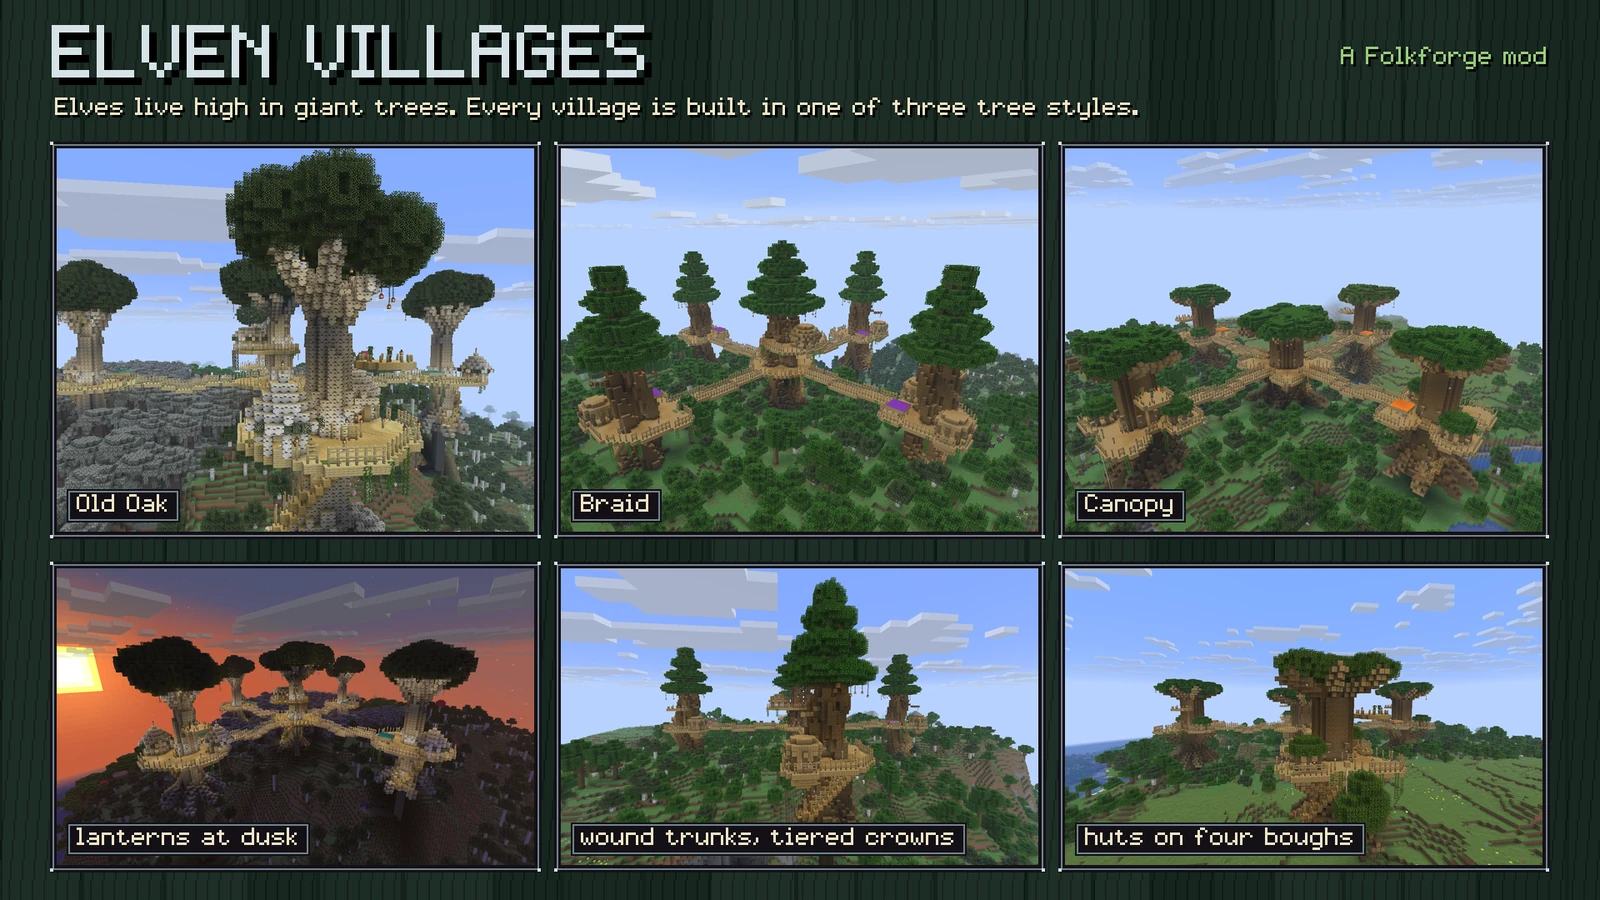 ELVEN VILLAGES
A Folkforge mod
Elves live high in giant trees. Every village is built in one of three tree styles.
Old Oak
Braid
Canopy
lanterns at dusk
wound trunks, tiered crowns
huts on four boughs